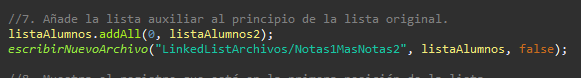 //7. Añade la lista auxiliar al principio de la lista original.
listaAlumnos.addAll(0, listaAlumnos2);
escribirNuevoArchivo("LinkedListArchivos/Notas1MasNotas2", listaAlumnos, false);